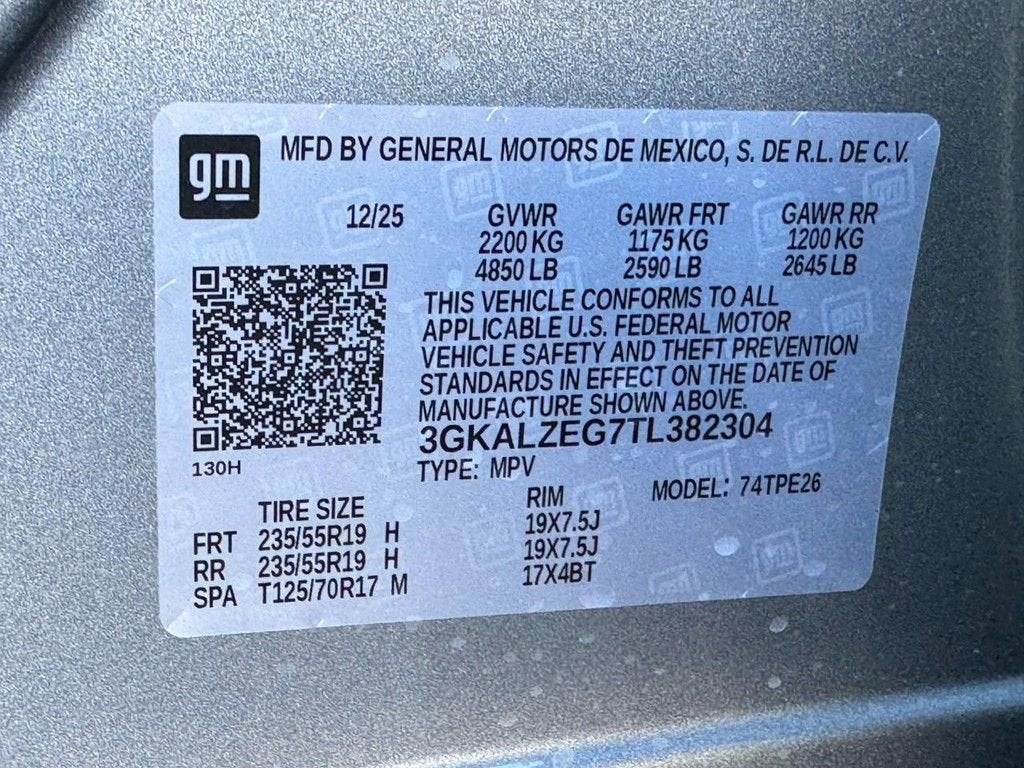 gm
MFD BY GENERAL MOTORS DE MEXICO, S. DE R.L. DE C.V.
12/25 GVWR GAWR FRT GAWR RR
2200 KG 1175 KG 1200 KG
4850 LB 2590 LB 2645 LB
THIS VEHICLE CONFORMS TO ALL
APPLICABLE U.S. FEDERAL MOTOR
VEHICLE SAFETY AND THEFT PREVENTION
STANDARDS IN EFFECT ON THE DATE OF
MANUFACTURE SHOWN ABOVE.
3GKALZEG7TL382304
130H
TYPE: MPV MODEL: 74TPE26
TIRE SIZE RIM
FRT 235/55R19 H 19X7.5J
RR 235/55R19 H 19X7.5J
SPA T125/70R17 M 17X4BT